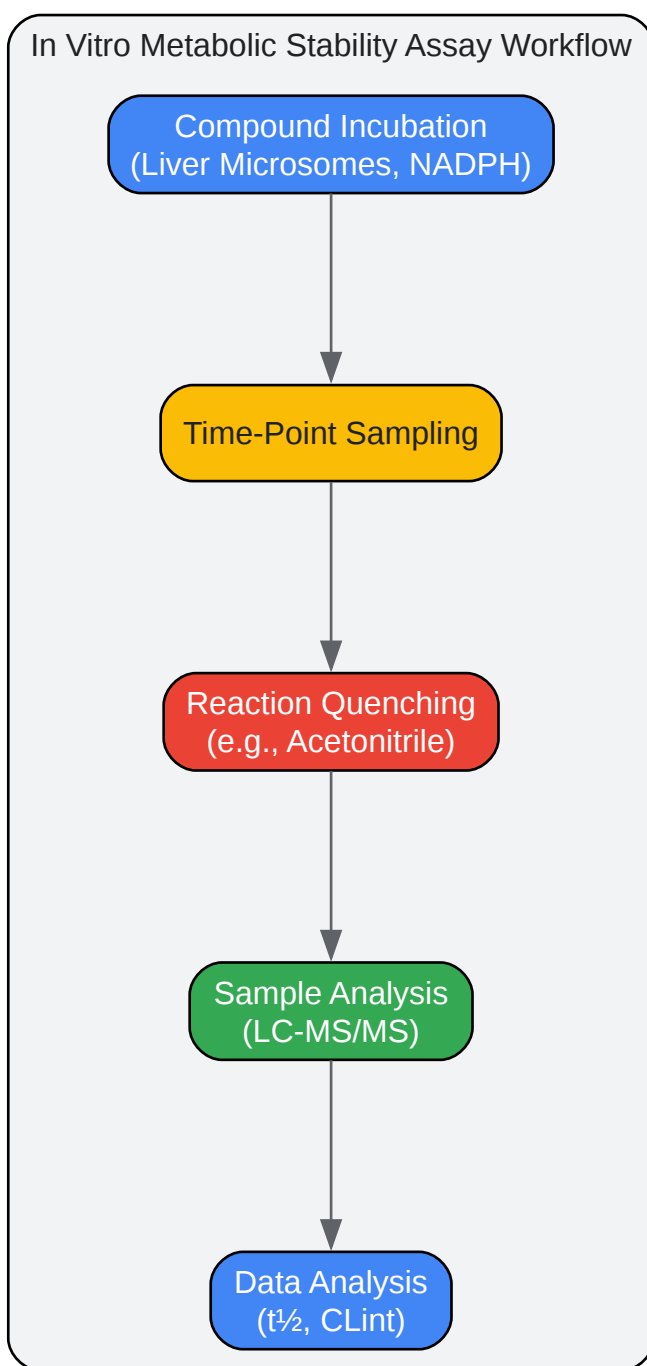 In Vitro Metabolic Stability Assay Workflow
Compound Incubation
(Liver Microsomes, NADPH)
Time-Point Sampling
Reaction Quenching
(e.g., Acetonitrile)
Sample Analysis
(LC-MS/MS)
Data Analysis
(t½, CLint)